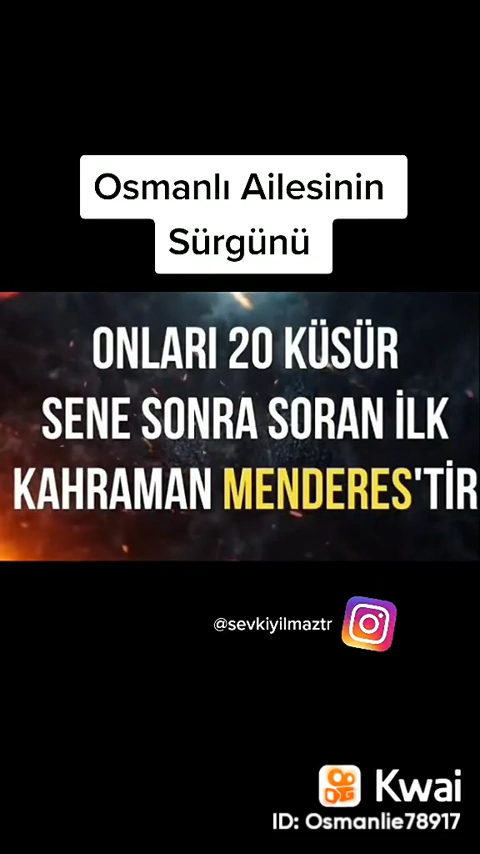 Osmanlı Ailesinin
Sürgünü
ONLARI 20 KÜSÜR
SENE SONRA SORAN İLK
KAHRAMAN MENDERES'TİR
@sevkiyilmaztr
Kwai
ID: Osmanlie78917